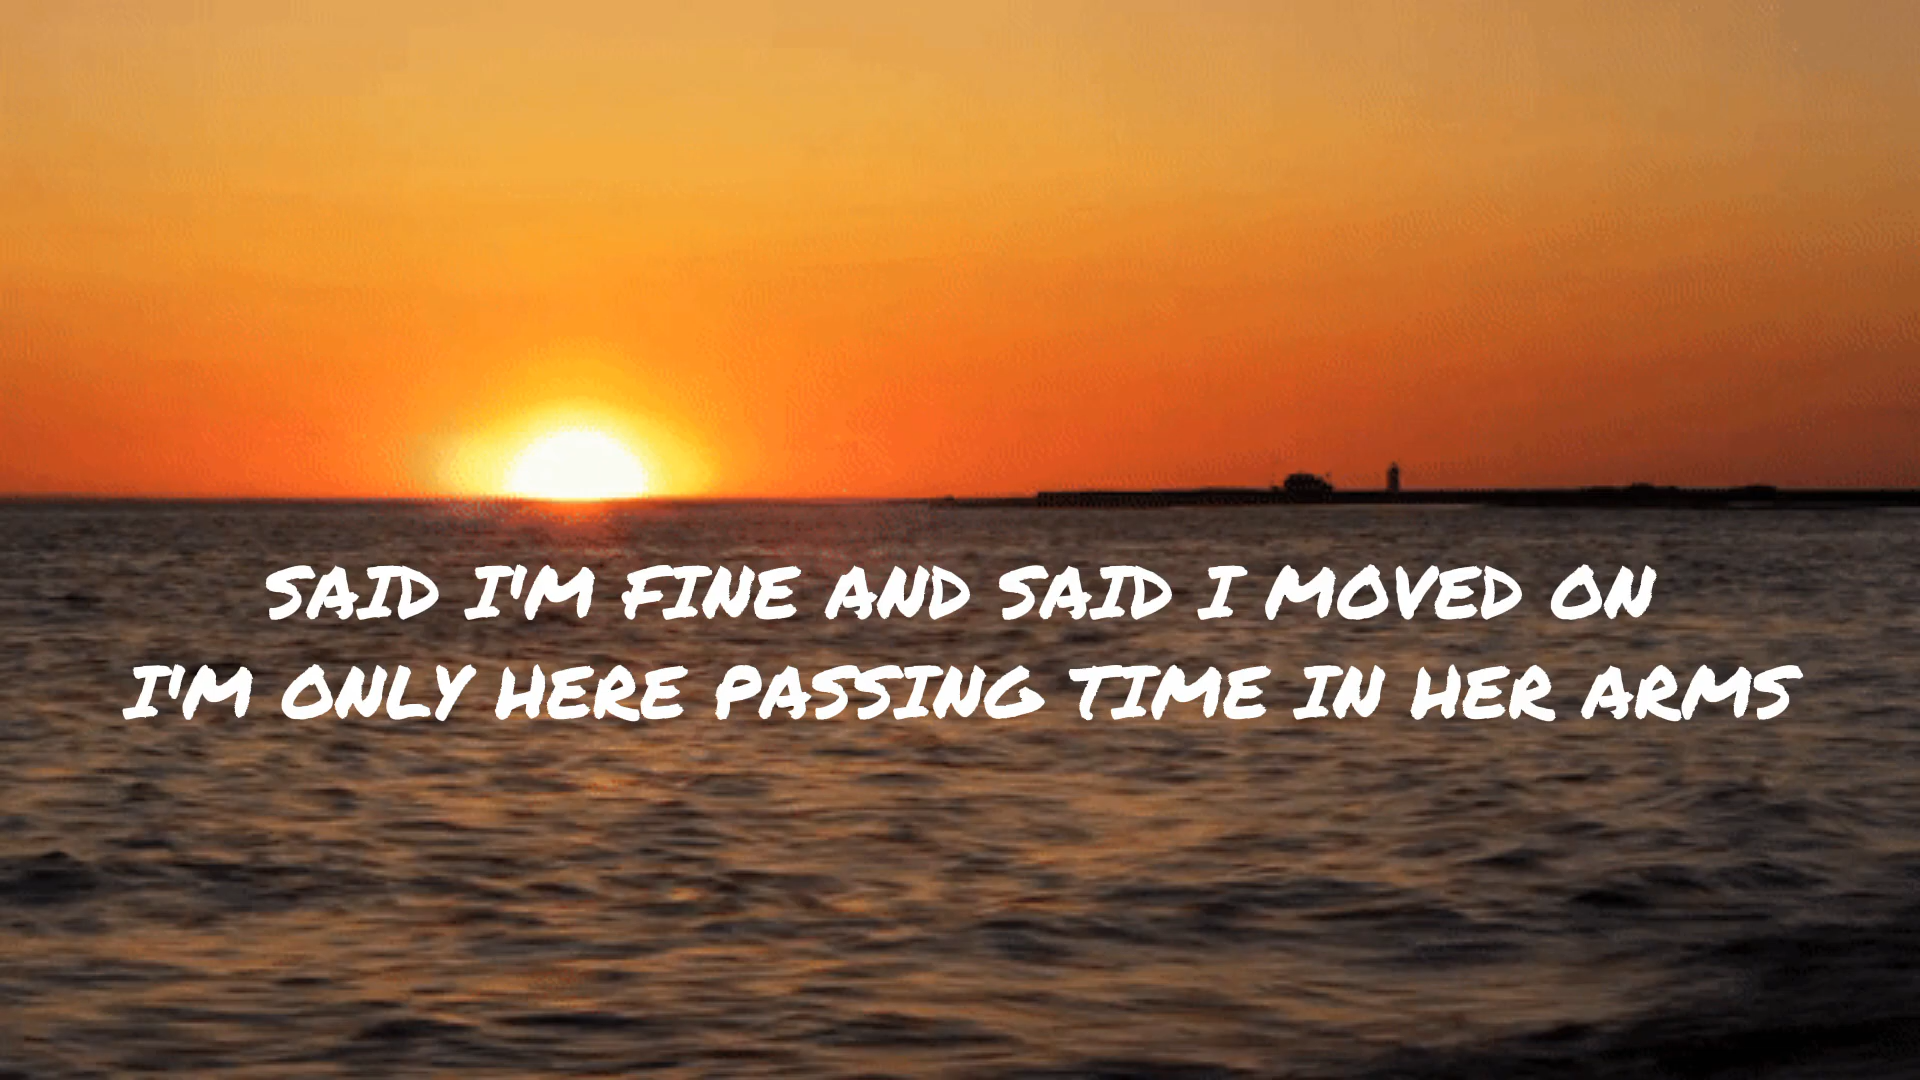 SAID I'M FINE AND SAID I MOVED ON
I'M ONLY HERE PASSING TIME IN HER ARMS